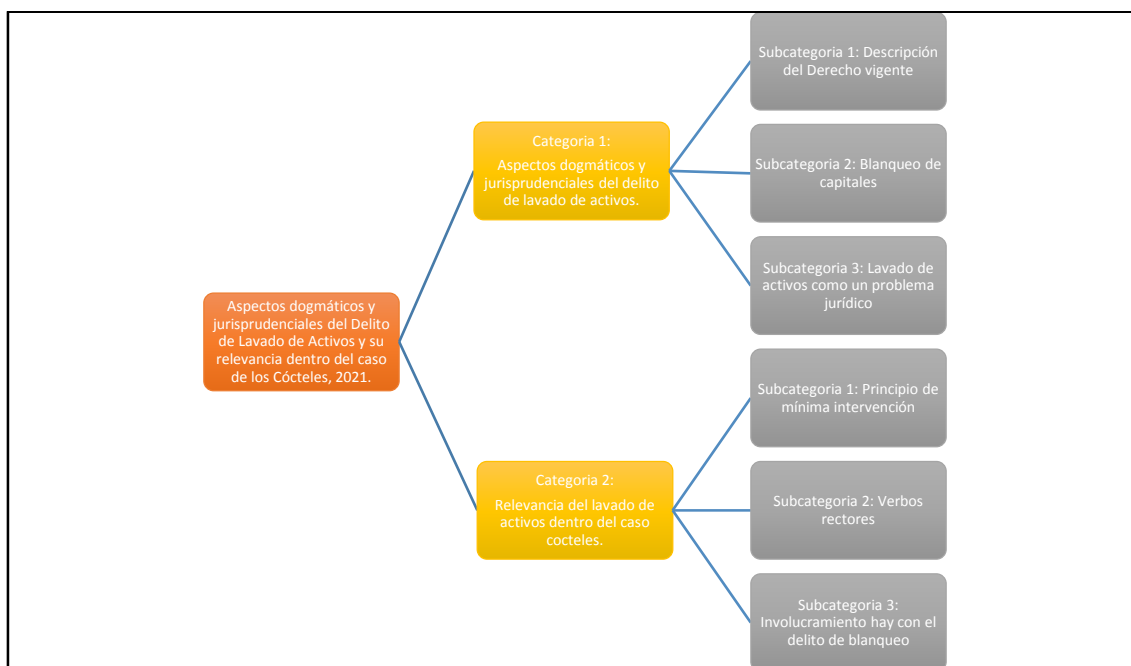 Aspectos dogmáticos y
jurisprudenciales del Delito
de Lavado de Activos y su
relevancia dentro del caso
de los Cócteles, 2021.
Categoria 1:
Aspectos dogmáticos y
jurisprudenciales del delito
de lavado de activos.
Subcategoria 1: Descripción
del Derecho vigente
Subcategoria 2: Blanqueo de
capitales
Subcategoria 3: Lavado de
activos como un problema
jurídico
Categoria 2:
Relevancia del lavado de
activos dentro del caso
cocteles.
Subcategoria 1: Principio de
mínima intervención
Subcategoria 2: Verbos
rectores
Subcategoria 3:
Involucramiento hay con el
delito de blanqueo